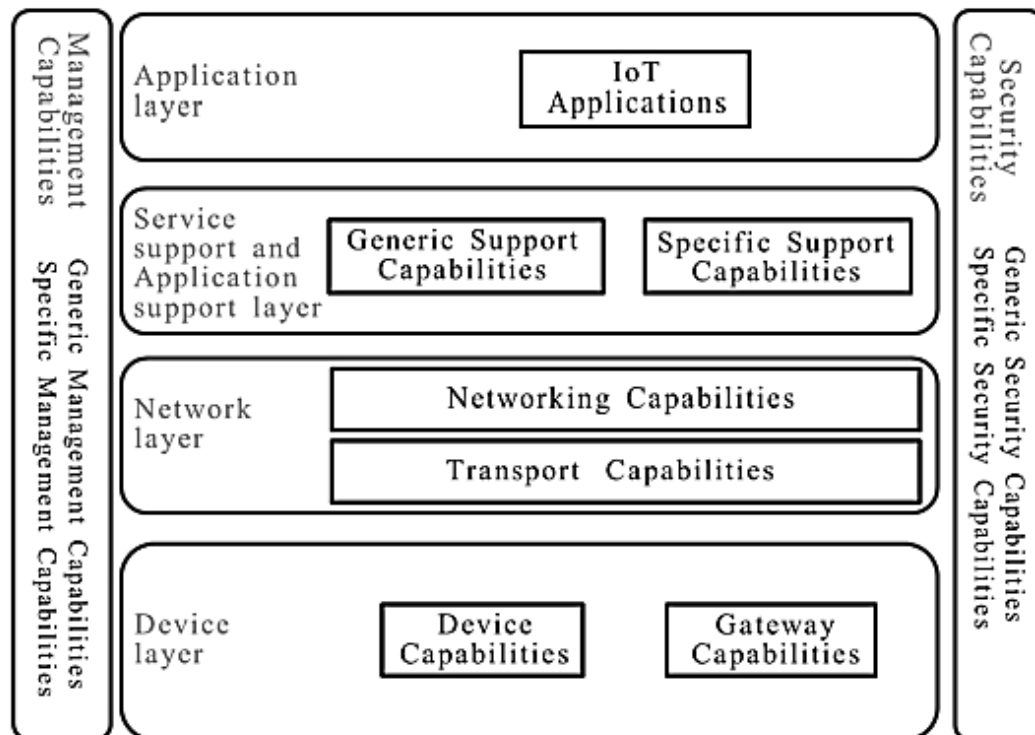 Management
Capabilities
Generic Management Capabilities
Specific Management Capabilities
Application
layer
IoT
Applications
Service
support and
Application
support layer
Generic Support
Capabilities
Specific Support
Capabilities
Network
layer
Networking Capabilities
Transport Capabilities
Device
layer
Device
Capabilities
Gateway
Capabilities
Security
Capabilities
Generic Security Capabilities
Specific Security Capabilities